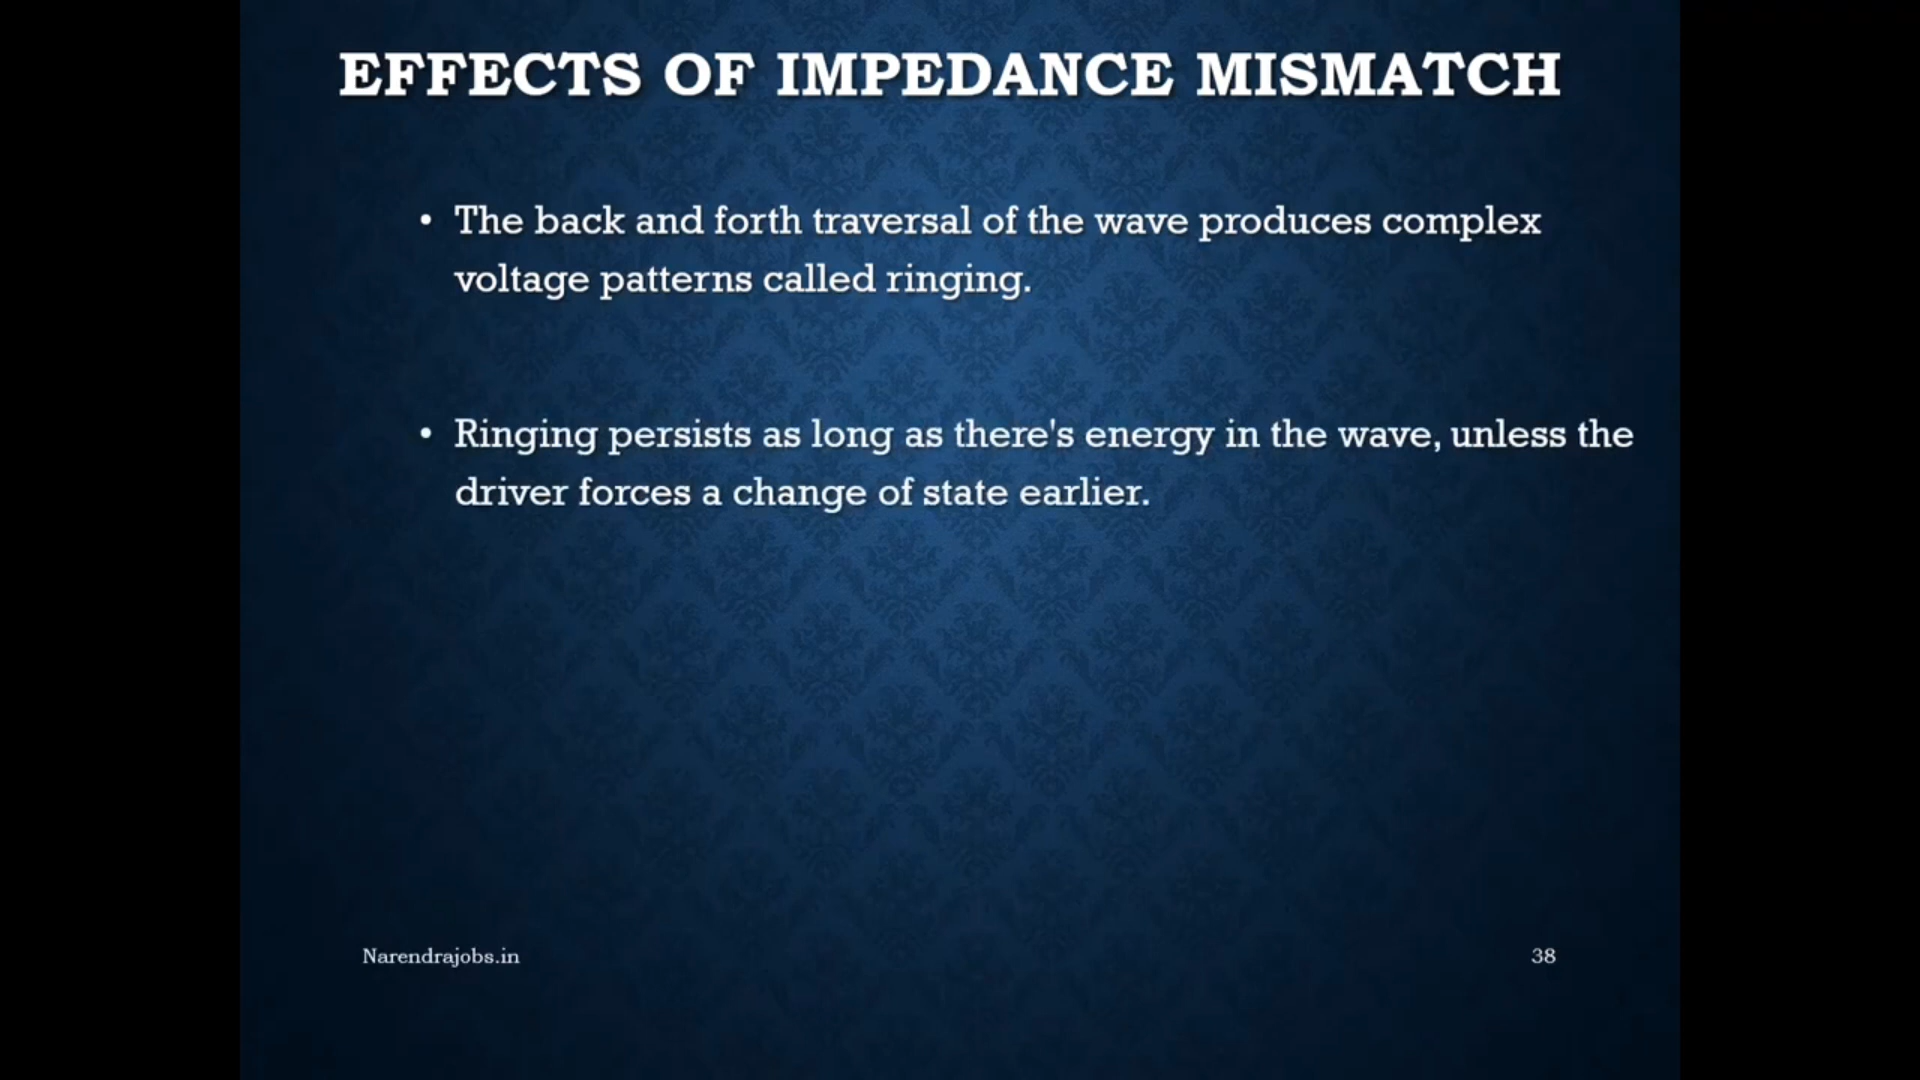 EFFECTS OF IMPEDANCE MISMATCH
• The back and forth traversal of the wave produces complex
voltage patterns called ringing.
• Ringing persists as long as there's energy in the wave, unless the
driver forces a change of state earlier.
Narendrajobs.in
38